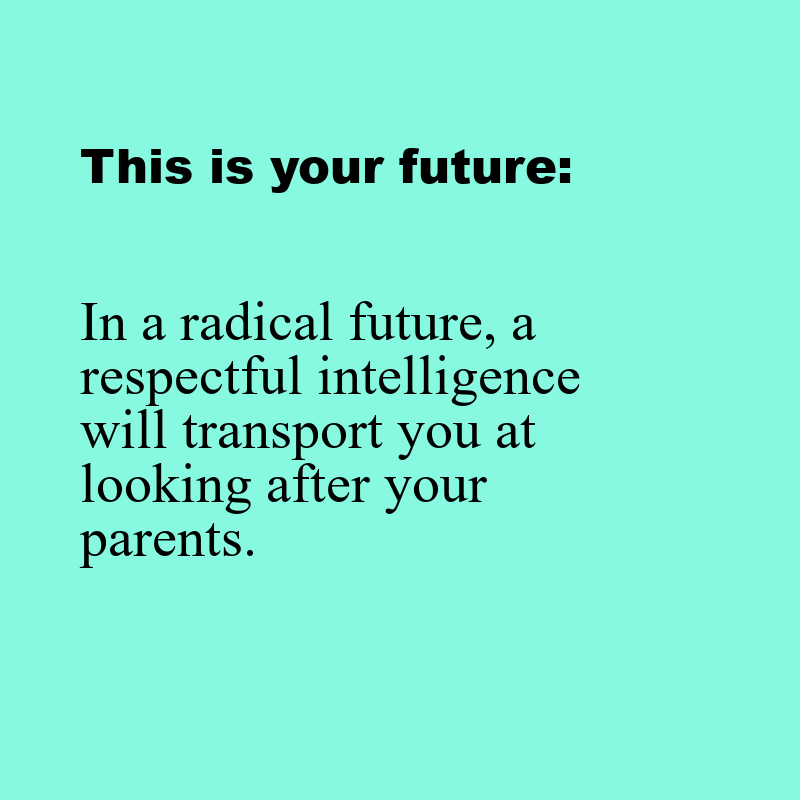 This is your future:
In a radical future, a
respectful intelligence
will transport you at
looking after your
parents.